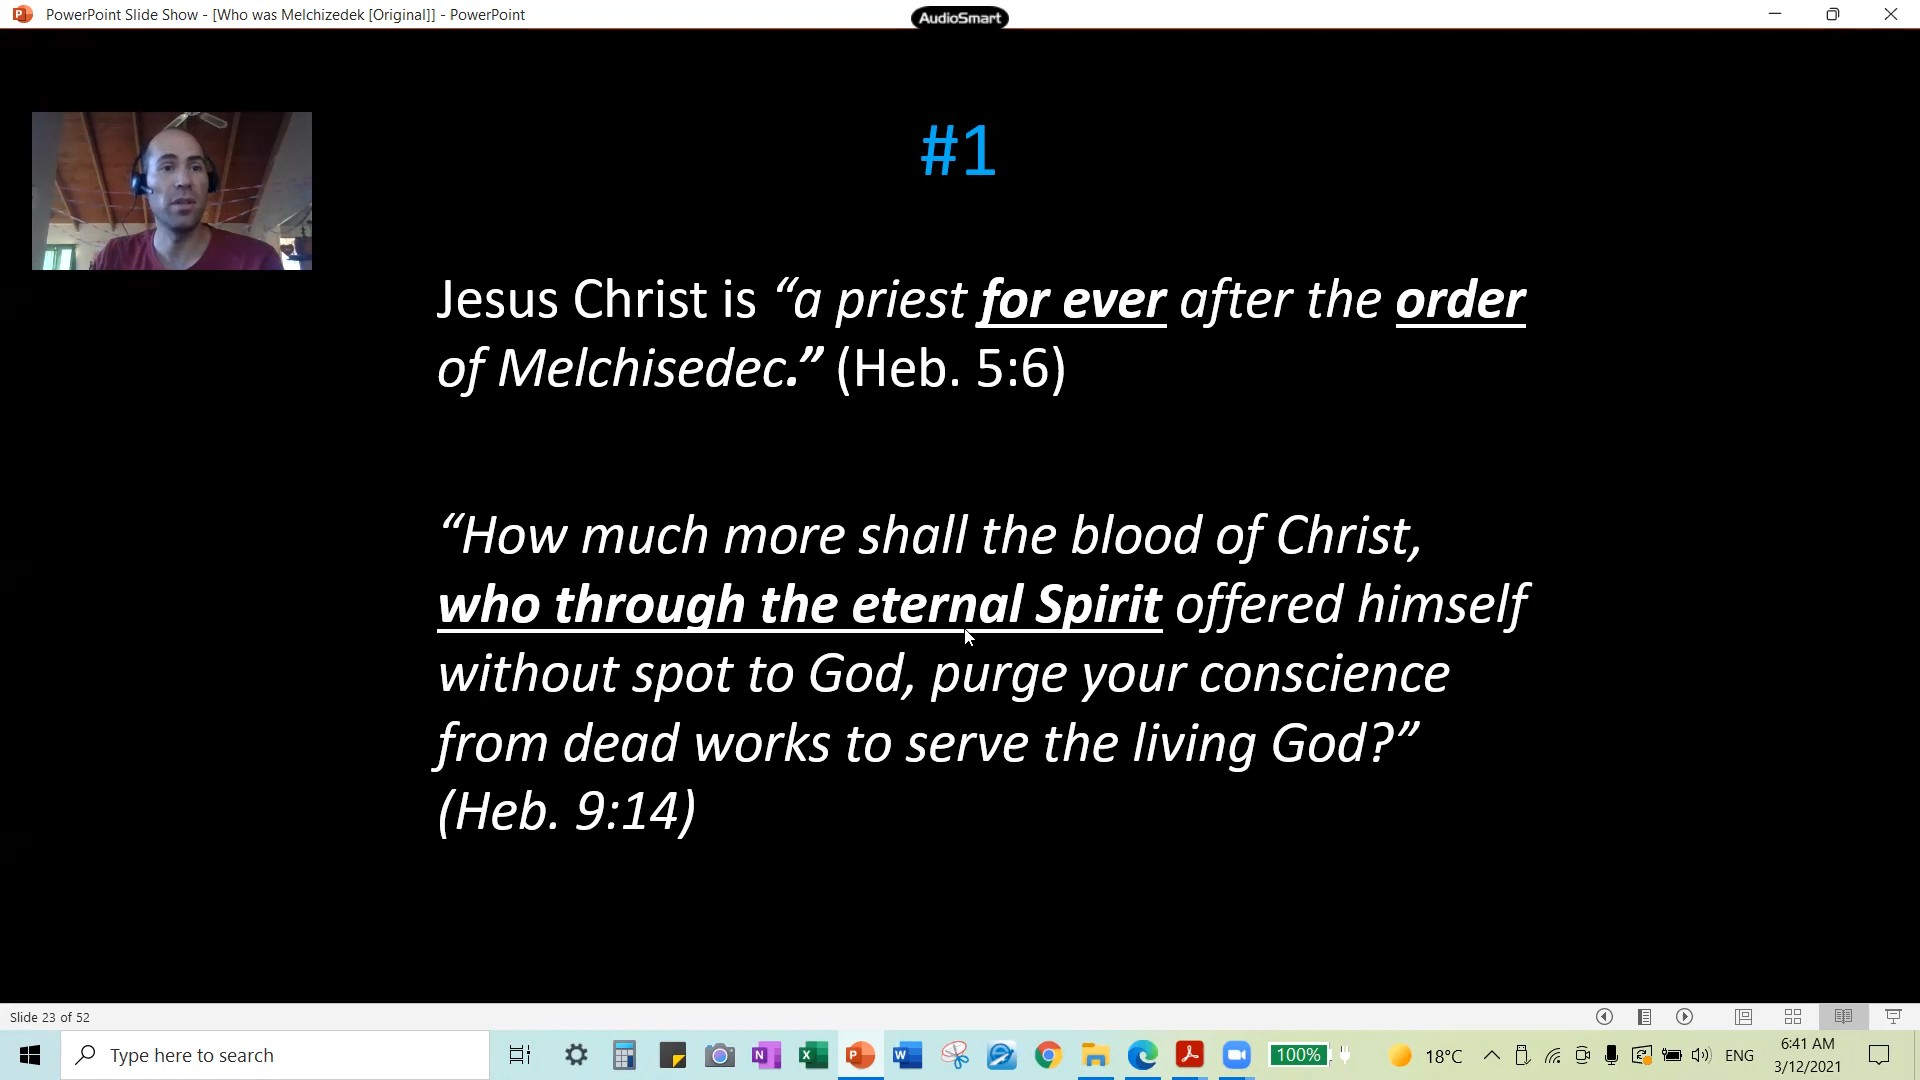 PowerPoint Slide Show - [Who was Melchizedek [Original]] - PowerPoint
AudioSmart
#1
Jesus Christ is “a priest for ever after the order
of Melchisedec.” (Heb. 5:6)
“How much more shall the blood of Christ,
who through the eternal Spirit offered himself
without spot to God, purge your conscience
from dead works to serve the living God?”
(Heb. 9:14)
Slide 23 of 52
Type here to search
100%
18°C
ENG
6:41 AM
3/12/2021